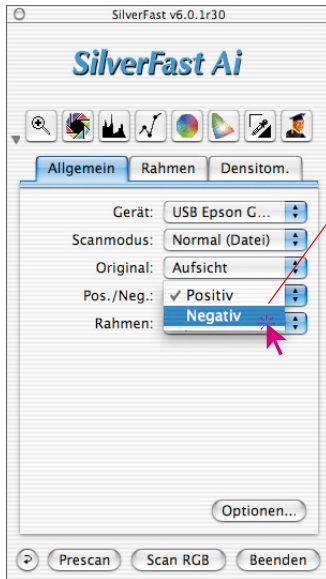 SilverFast v6.0.1r30
SilverFast Ai
Allgemein Rahmen Densitom.
Gerät: USB Epson G...
Scanmodus: Normal (Datei)
Original: Aufsicht
Pos./Neg.: ✓ Positiv
Negativ
Rahmen:
Optionen...
Prescan Scan RGB Beenden